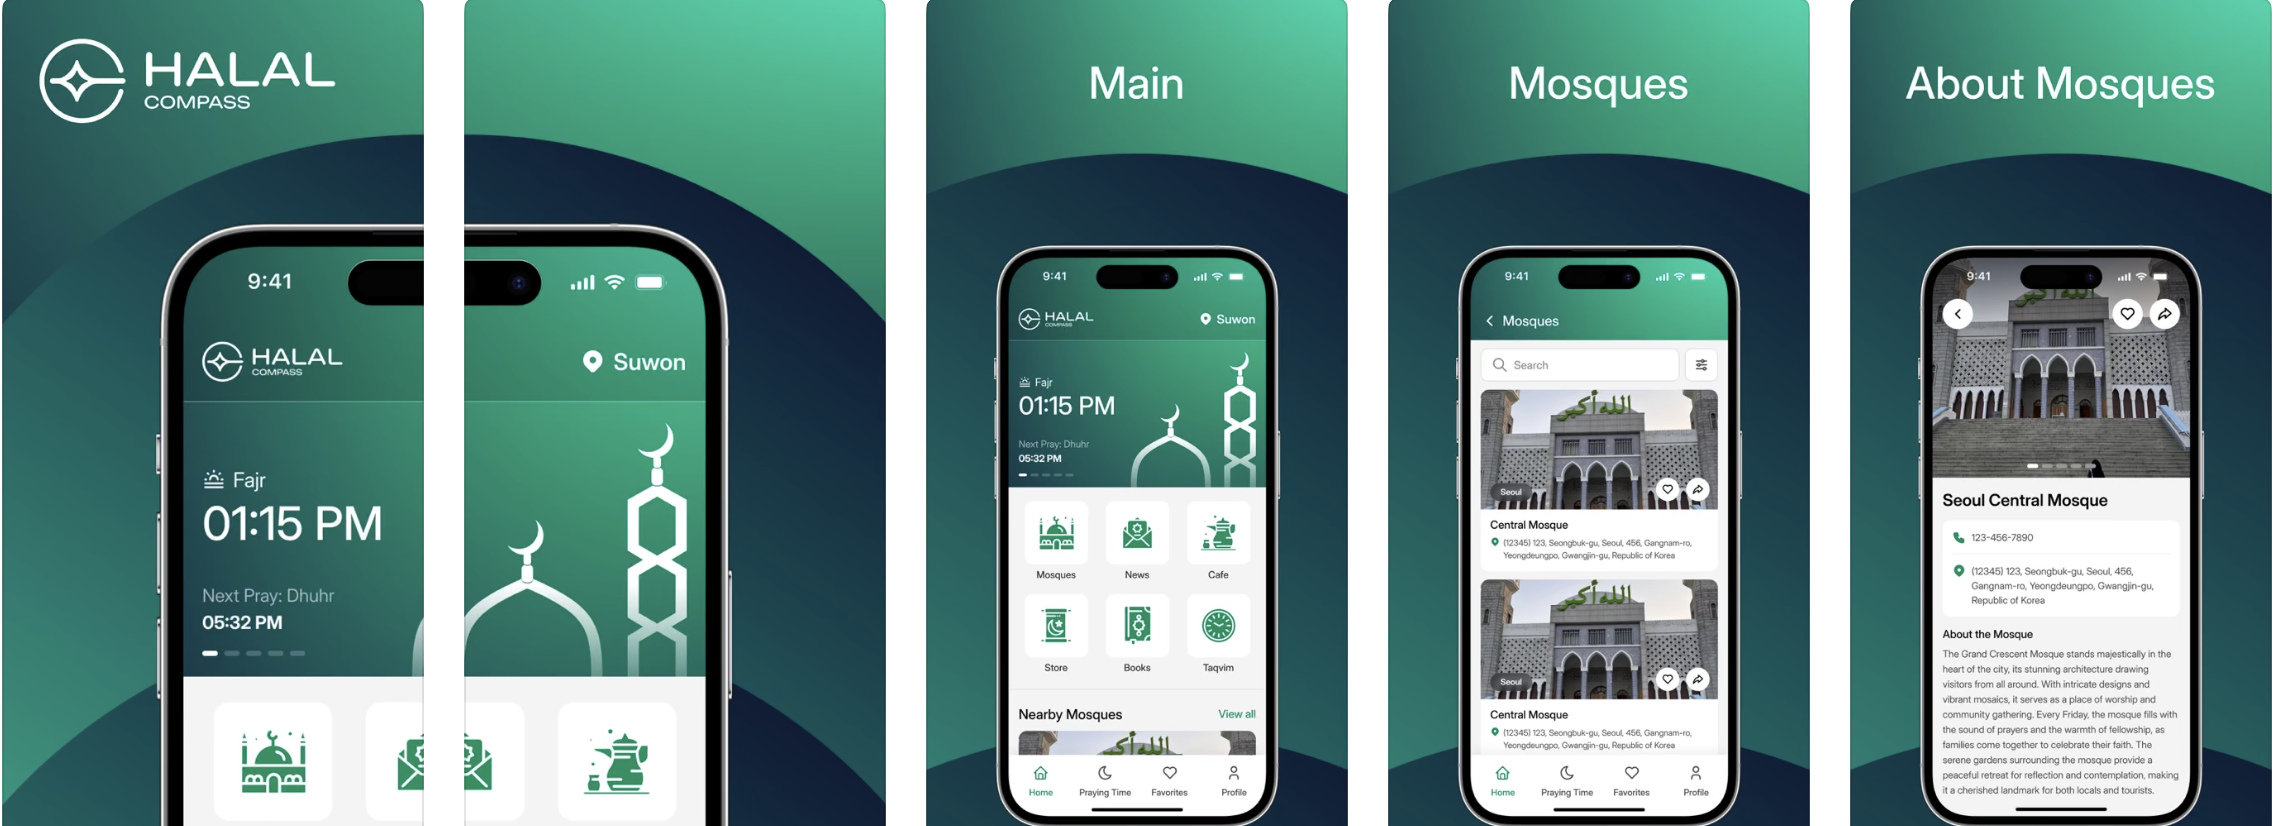 HALAL
COMPASS
9:41
HALAL
COMPASS
Suwon
Fajr
01:15 PM
Next Pray: Dhuhr
05:32 PM
Main
9:41
HALAL
COMPASS
Suwon
Fajr
01:15 PM
Next Pray: Dhuhr
05:32 PM
Mosques
News
Cafe
Store
Books
Taqvim
Nearby Mosques
View all
الله أكبر
Home
Praying Time
Favorites
Profile
Mosques
9:41
Mosques
Search
الله أكبر
Seoul
Central Mosque
(12345) 123, Seongbuk-gu, Seoul, 456, Gangnam-ro,
Yeongdeungpo, Gwangjin-gu, Republic of Korea
الله أكبر
Seoul
Central Mosque
(12345) 123, Seongbuk-gu, Seoul, 456, Gangnam-ro,
Yeongdeungpo, Gwangjin-gu, Republic of Korea
Home
Praying Time
Favorites
Profile
About Mosques
9:41
Seoul Central Mosque
123-456-7890
(12345) 123, Seongbuk-gu, Seoul, 456,
Gangnam-ro, Yeongdeungpo, Gwangjin-gu,
Republic of Korea
About the Mosque
The Grand Crescent Mosque stands majestically in the
heart of the city, its stunning architecture drawing
visitors from all around. With intricate designs and
vibrant mosaics, it serves as a place of worship and
community gathering. Every Friday, the mosque fills with
the sound of prayers and the warmth of fellowship, as
families come together to celebrate their faith. The
serene gardens surrounding the mosque provide a
peaceful retreat for reflection and contemplation, making
it a cherished landmark for both locals and tourists.